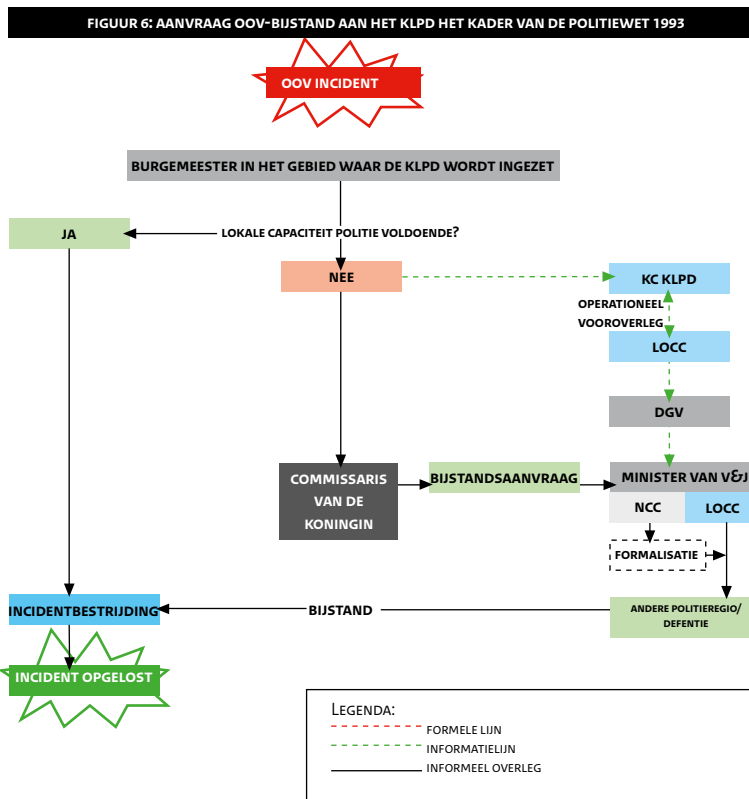 FIGUUR 6: AANVRAAG OOV-BIJSTAND AAN HET KLPD HET KADER VAN DE POLITIEWET 1993
OOV INCIDENT
BURGEMEESTER IN HET GEBIED WAAR DE KLPD WORDT INGEZET
JA
LOKALE CAPACITEIT POLITIE VOLDOENDE?
NEE
KC KLPD
OPERATIONEEL
VOOROVERLEG
LOCC
DGV
COMMISSARIS
VAN DE
KONINGIN
BIJSTANDSAANVRAAG
MINISTER VAN V&J
NCC
LOCC
FORMALISATIE
INCIDENTBESTRIJDING
BIJSTAND
ANDERE POLITIEREGIO/
DEFENTIE
INCIDENT OPGELOST
LEGENDA:
FORMELE LIJN
INFORMATIELIJN
INFORMEEL OVERLEG